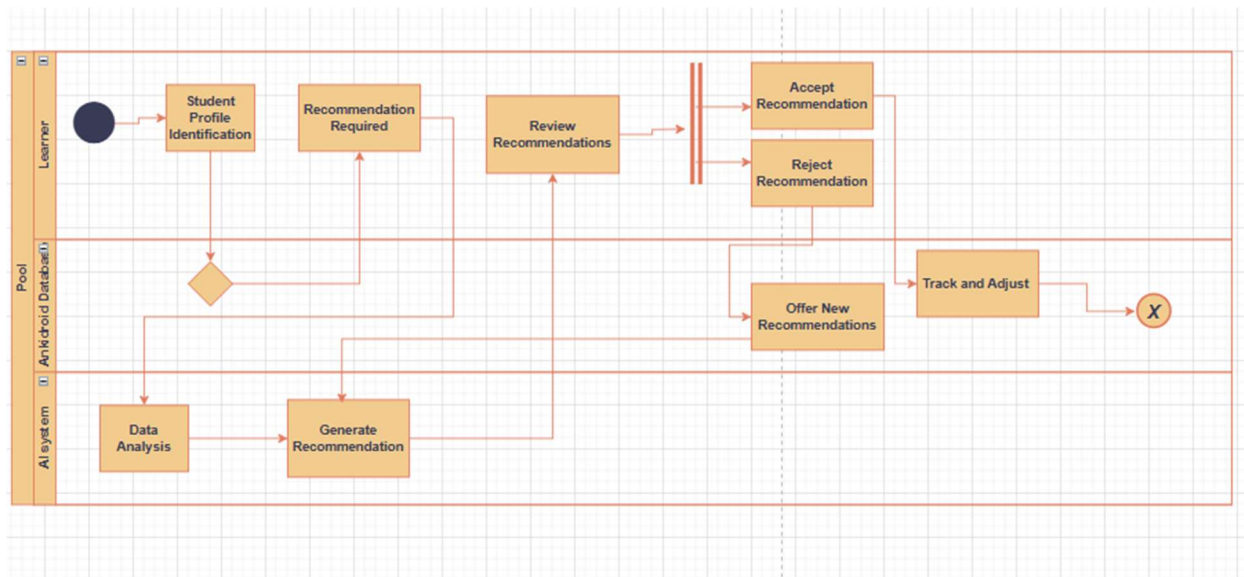 Pool
Learner
Student
Profile
Identification
Recommendation
Required
Review
Recommendations
Accept
Recommendation
Reject
Recommendation
Ankidroid Database
Offer New
Recommendations
Track and Adjust
X
AI system
Data
Analysis
Generate
Recommendation